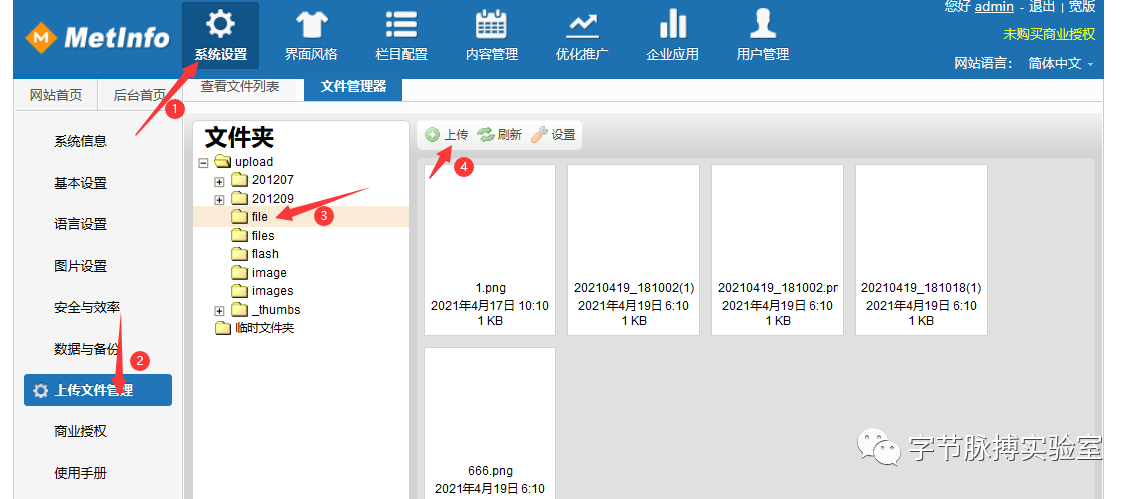 MetInfo
系统设置
界面风格
栏目配置
内容管理
优化推广
企业应用
用户管理
您好 admin - 退出 | 宽版
未购买商业授权
网站语言： 简体中文
网站首页
后台首页
查看文件列表
文件管理器
1
系统信息
基本设置
语言设置
图片设置
安全与效率
数据与备份
2
上传文件管理
商业授权
使用手册
文件夹
upload
201207
201209
file
3
files
flash
image
images
_thumbs
临时文件夹
上传 刷新 设置
4
1.png
2021年4月17日 10:10
1 KB
20210419_181002(1)
2021年4月19日 6:10
1 KB
20210419_181002.pn
2021年4月19日 6:10
1 KB
20210419_181018(1)
2021年4月19日 6:10
1 KB
666.png
2021年4月19日 6:10
字节脉搏实验室